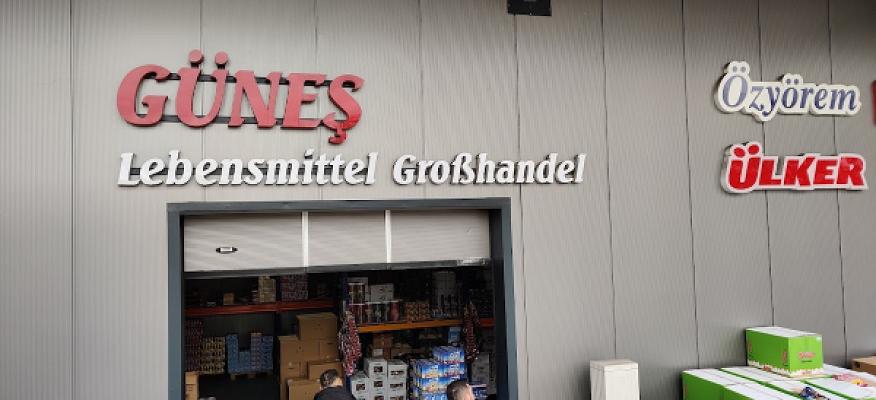 GÜNEŞ
Lebensmittel Großhandel
Özyörem
ÜLKER